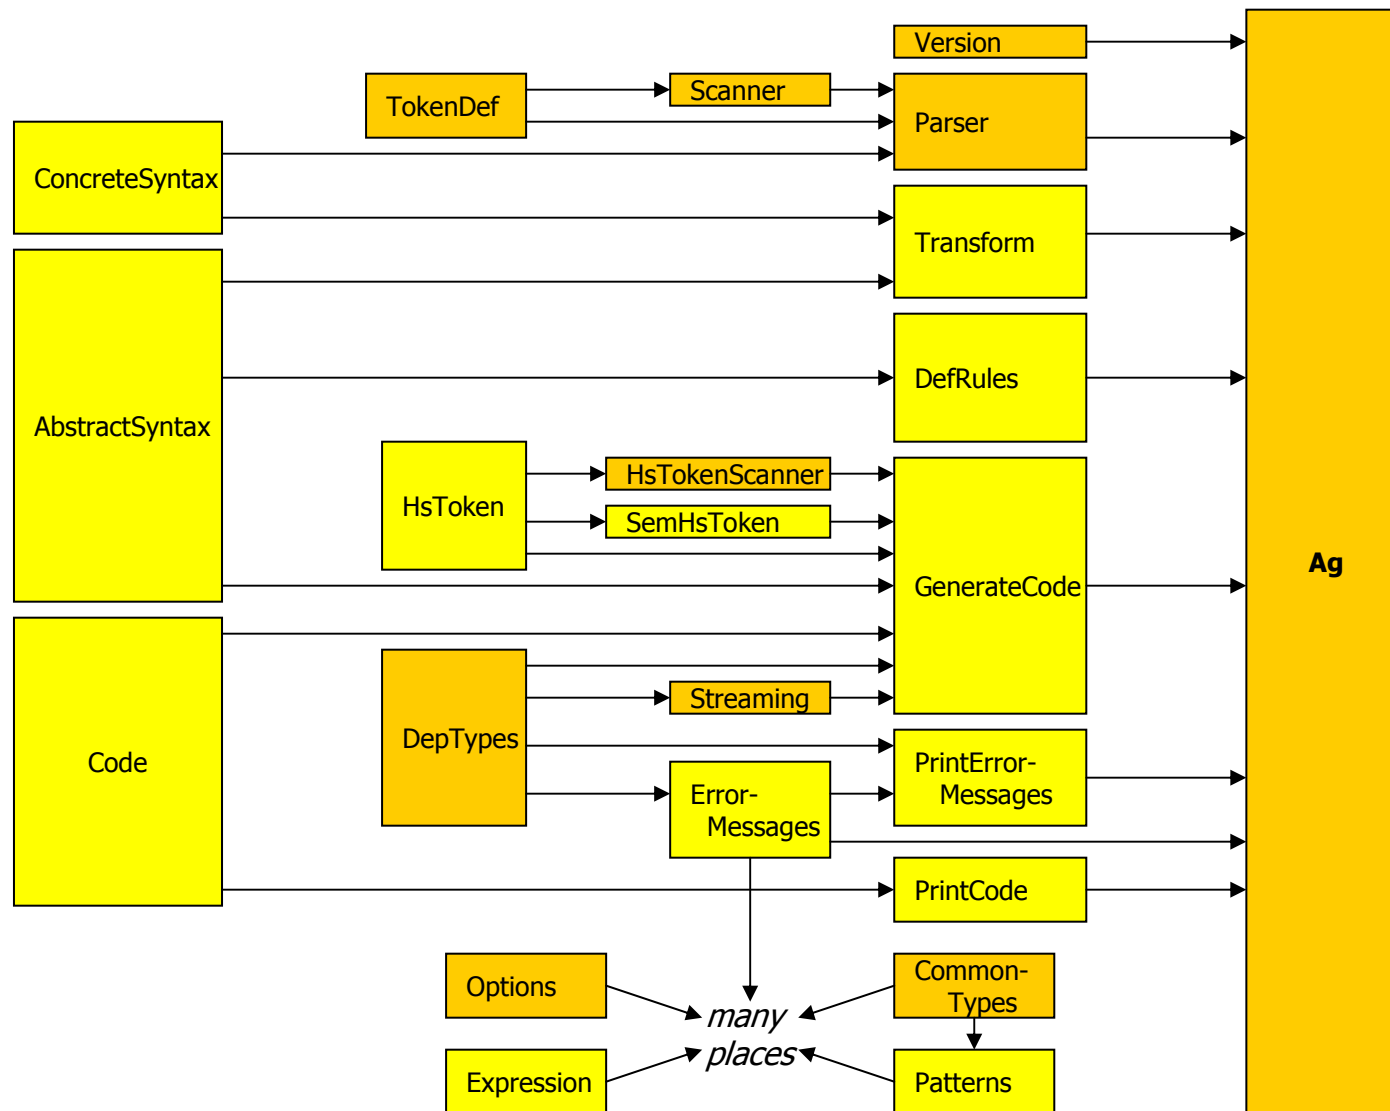 Version
TokenDef
Scanner
Parser
ConcreteSyntax
Transform
AbstractSyntax
DefRules
HsToken
HsTokenScanner
SemHsToken
GenerateCode
Ag
Code
DepTypes
Streaming
Error-
Messages
PrintError-
Messages
PrintCode
Options
many
places
Common-
Types
Expression
Patterns